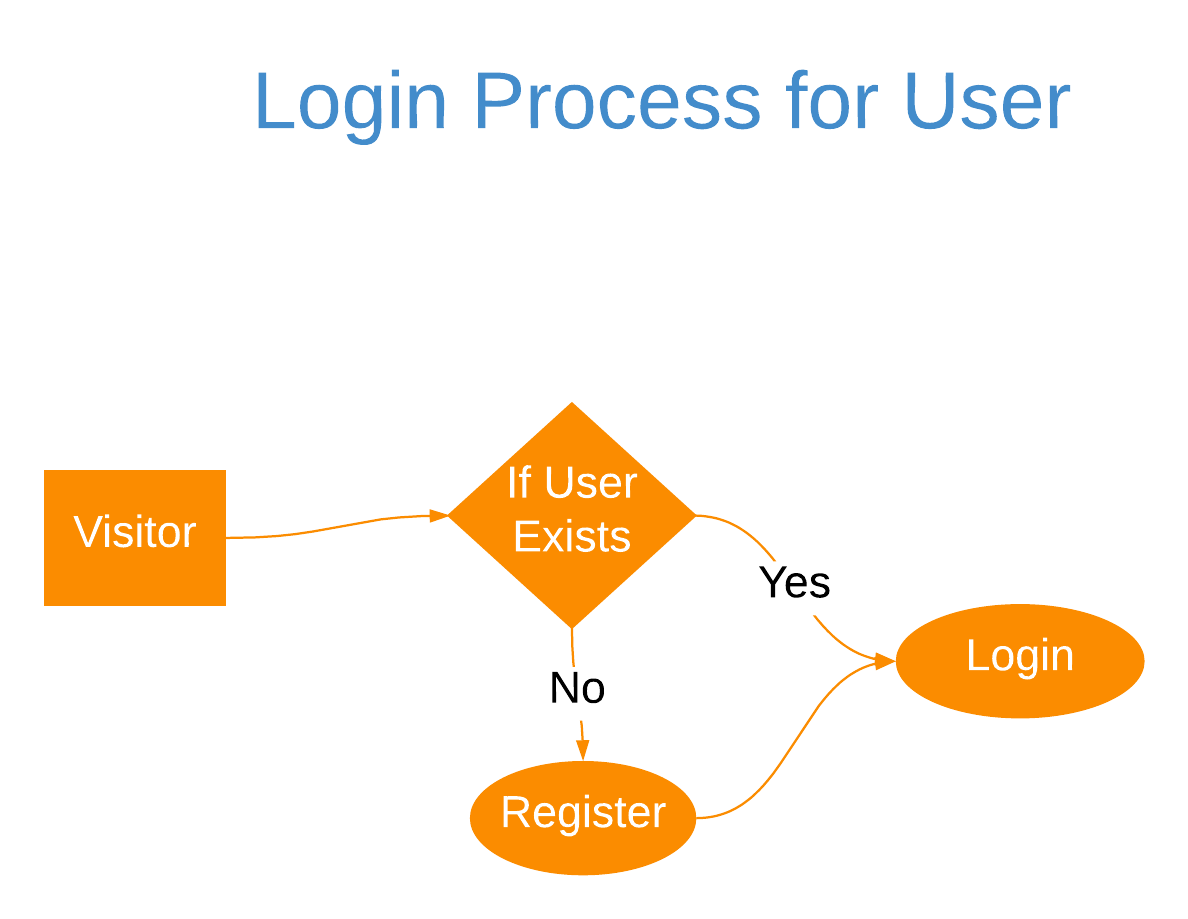 Login Process for User
If User
Exists
Visitor
Yes
Login
No
Register